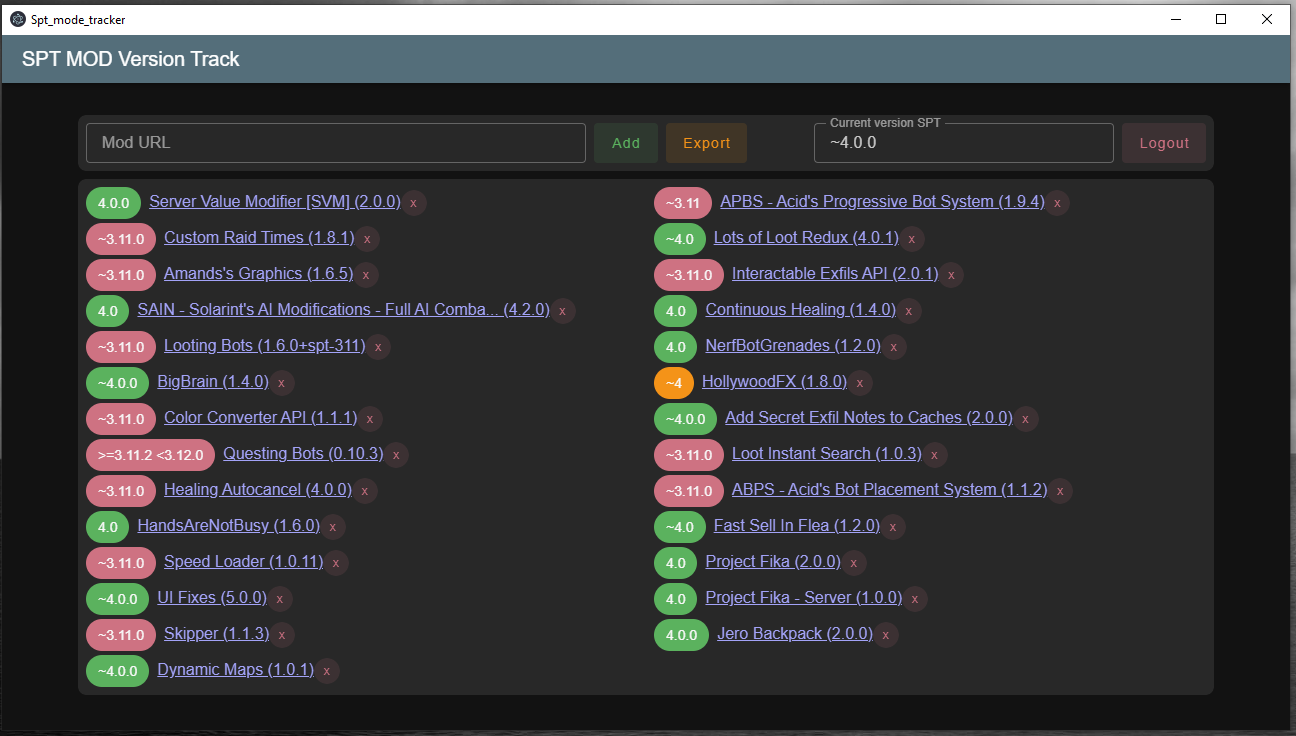 Spt_mode_tracker
SPT MOD Version Track
Mod URL
Add
Export
Current version SPT
~4.0.0
Logout
4.0.0 Server Value Modifier [SVM] (2.0.0) x
~3.11.0 Custom Raid Times (1.8.1) x
~3.11.0 Amands's Graphics (1.6.5) x
4.0 SAIN - Solarint's AI Modifications - Full AI Comba... (4.2.0) x
~3.11.0 Looting Bots (1.6.0+spt-311) x
~4.0.0 BigBrain (1.4.0) x
~3.11.0 Color Converter API (1.1.1) x
>=3.11.2 <3.12.0 Questing Bots (0.10.3) x
~3.11.0 Healing Autocancel (4.0.0) x
4.0 HandsAreNotBusy (1.6.0) x
~3.11.0 Speed Loader (1.0.11) x
~4.0.0 UI Fixes (5.0.0) x
~3.11.0 Skipper (1.1.3) x
~4.0.0 Dynamic Maps (1.0.1) x
~3.11 APBS - Acid's Progressive Bot System (1.9.4) x
~4.0 Lots of Loot Redux (4.0.1) x
~3.11.0 Interactable Exfils API (2.0.1) x
4.0 Continuous Healing (1.4.0) x
4.0 NerfBotGrenades (1.2.0) x
~4 HollywoodFX (1.8.0) x
~4.0.0 Add Secret Exfil Notes to Caches (2.0.0) x
~3.11.0 Loot Instant Search (1.0.3) x
~3.11.0 ABPS - Acid's Bot Placement System (1.1.2) x
~4.0 Fast Sell In Flea (1.2.0) x
4.0 Project Fika (2.0.0) x
4.0 Project Fika - Server (1.0.0) x
4.0.0 Jero Backpack (2.0.0) x